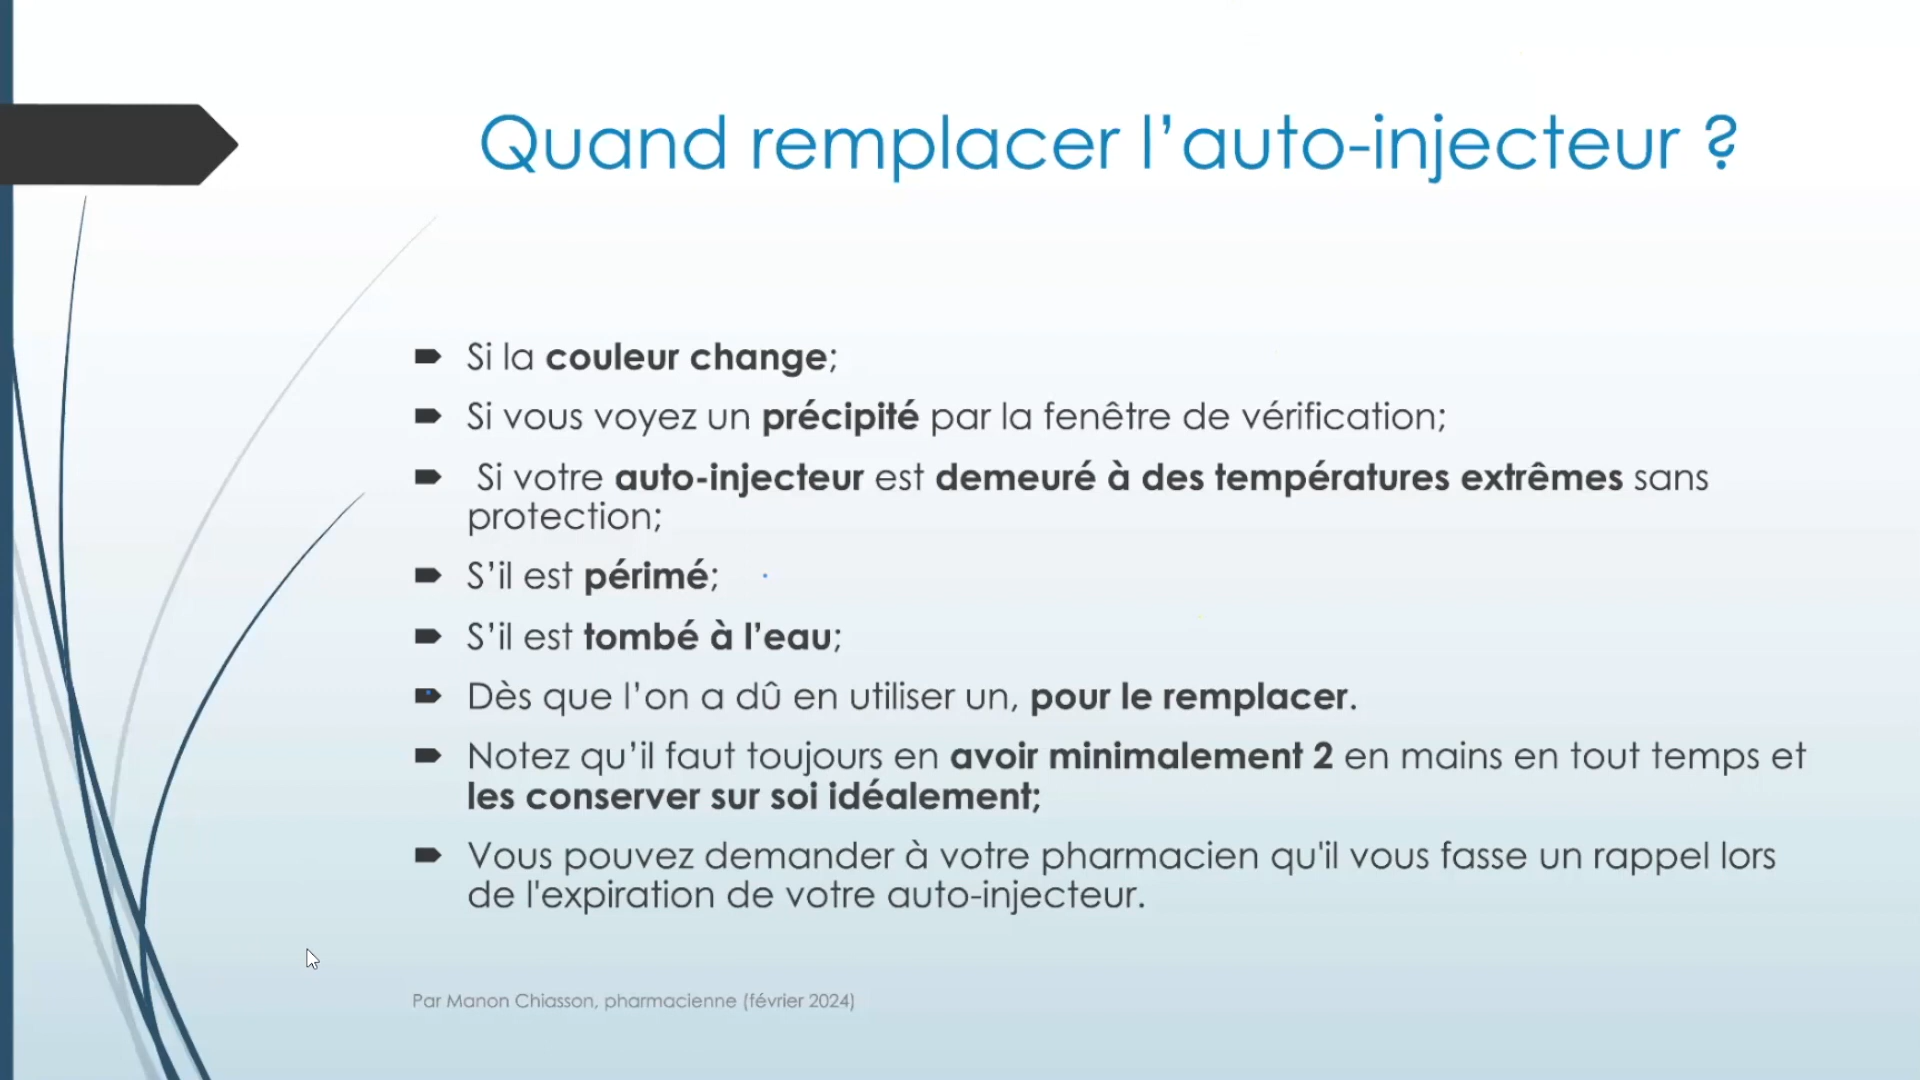 Quand remplacer l’auto-injecteur ?
Si la couleur change;
Si vous voyez un précipité par la fenêtre de vérification;
Si votre auto-injecteur est demeuré à des températures extrêmes sans
protection;
S’il est périmé;
S’il est tombé à l’eau;
Dès que l’on a dû en utiliser un, pour le remplacer.
Notez qu’il faut toujours en avoir minimalement 2 en mains en tout temps et
les conserver sur soi idéalement;
Vous pouvez demander à votre pharmacien qu'il vous fasse un rappel lors
de l'expiration de votre auto-injecteur.
Par Manon Chiasson, pharmacienne (février 2024)